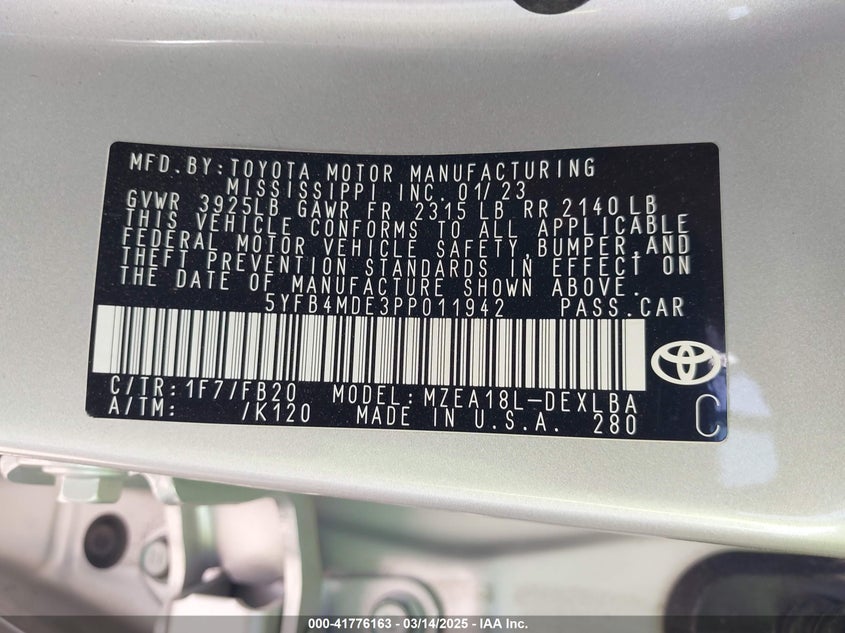 MFD.BY:TOYOTA MOTOR MANUFACTURING
MISSISSIPPI INC. 01/23
GVWR 3925LB GAWR FR 2315 LB RR 2140 LB
THIS VEHICLE CONFORMS TO ALL APPLICABLE
FEDERAL MOTOR VEHICLE SAFETY,BUMPER,AND
THEFT PREVENTION STANDARDS IN EFFECT ON
THE DATE OF MANUFACTURE SHOWN ABOVE.
5YFB4MDE3PP011942 PASS.CAR
C/TR:1F7/FB20 MODEL:MZEA18L-DEXLBA
A/TM: /K120 MADE IN U.S.A. 280
C
000-41776163 - 03/14/2025 - IAA Inc.